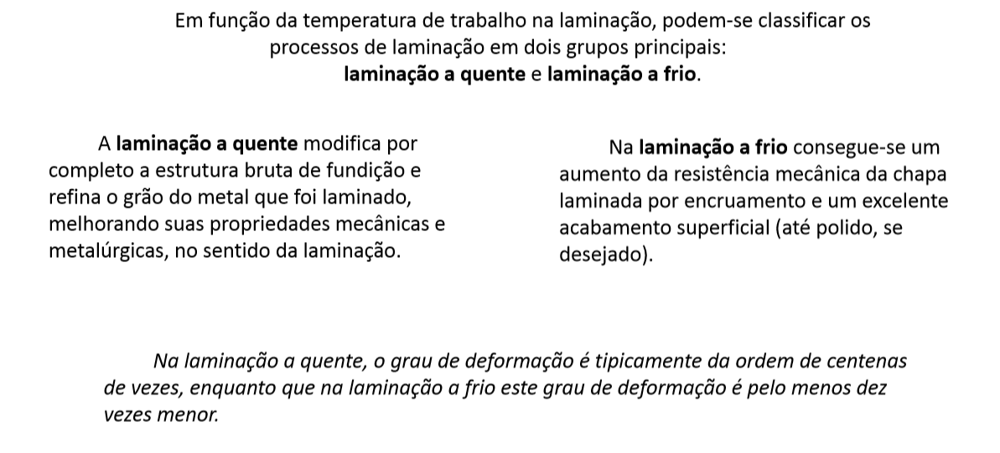 Em função da temperatura de trabalho na laminação, podem-se classificar os
processos de laminação em dois grupos principais:
laminação a quente e laminação a frio.
A laminação a quente modifica por
completo a estrutura bruta de fundição e
refina o grão do metal que foi laminado,
melhorando suas propriedades mecânicas e
metalúrgicas, no sentido da laminação.
Na laminação a frio consegue-se um
aumento da resistência mecânica da chapa
laminada por encruamento e um excelente
acabamento superficial (até polido, se
desejado).
Na laminação a quente, o grau de deformação é tipicamente da ordem de centenas
de vezes, enquanto que na laminação a frio este grau de deformação é pelo menos dez
vezes menor.